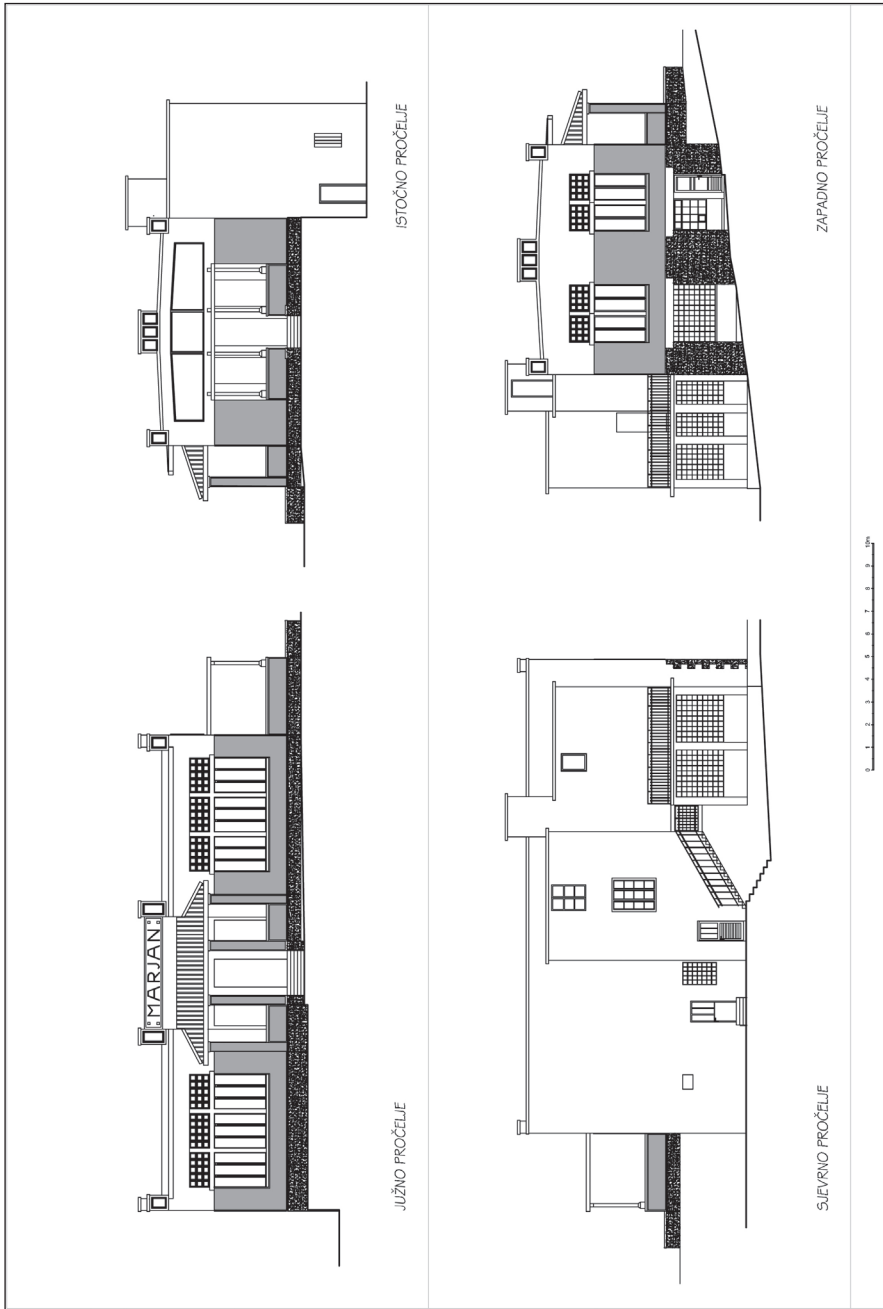 MARJAN
JUŽNO PROČELJE
ISTOČNO PROČELJE
SJEVRNO PROČELJE
ZAPADNO PROČELJE
0 1 2 3 4 5 6 7 8 9 10m